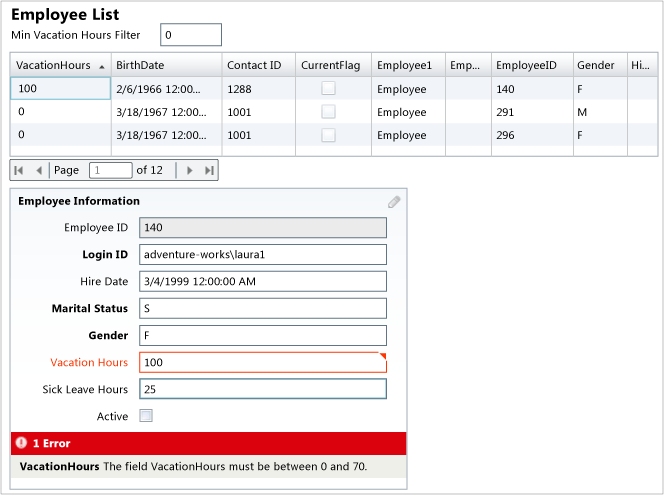 Employee List
Min Vacation Hours Filter 0
VacationHours BirthDate Contact ID CurrentFlag Employee1 Emp... EmployeeID Gender Hi...
100 2/6/1966 12:00... 1288 Employee 140 F
0 3/18/1967 12:00... 1001 Employee 291 M
0 3/18/1967 12:00... 1001 Employee 296 F
Page 1 of 12
Employee Information
Employee ID 140
Login ID adventure-works\laura1
Hire Date 3/4/1999 12:00:00 AM
Marital Status S
Gender F
Vacation Hours 100
Sick Leave Hours 25
Active
1 Error
VacationHours The field VacationHours must be between 0 and 70.